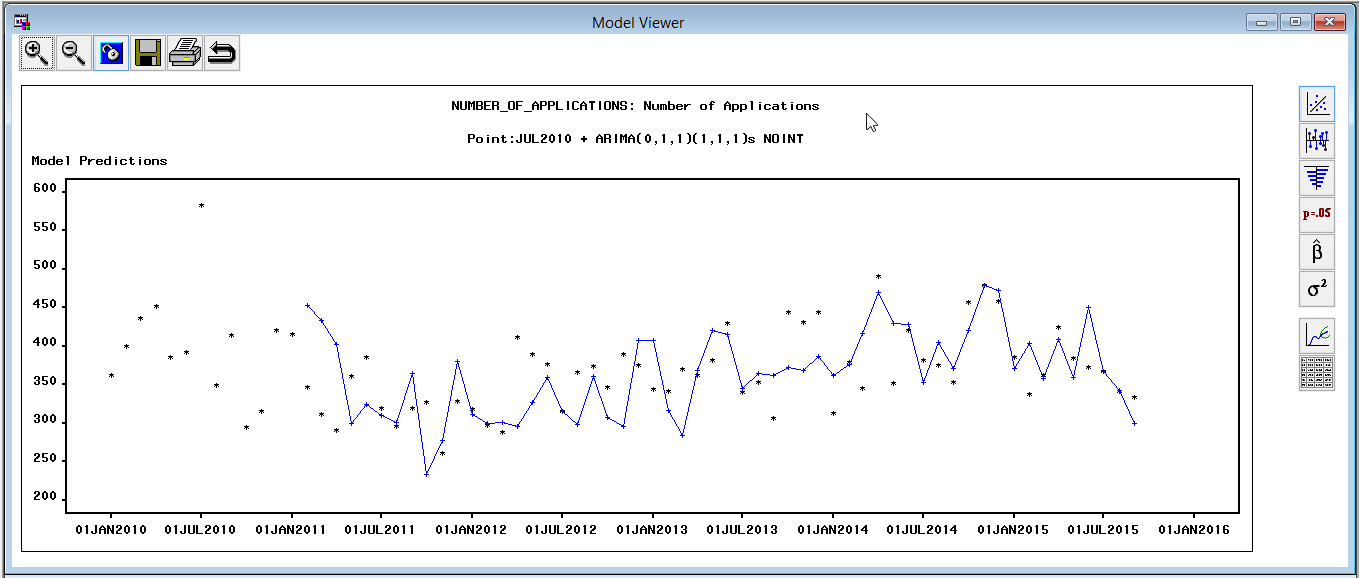 Model Viewer
NUMBER_OF_APPLICATIONS: Number of Applications
Point:JUL2010 + ARIMA(0,1,1)(1,1,1)s NOINT
Model Predictions
600
550
500
450
400
350
300
250
200
01JAN2010 01JUL2010 01JAN2011 01JUL2011 01JAN2012 01JUL2012 01JAN2013 01JUL2013 01JAN2014 01JUL2014 01JAN2015 01JUL2015 01JAN2016
p=.05
β̂
σ²